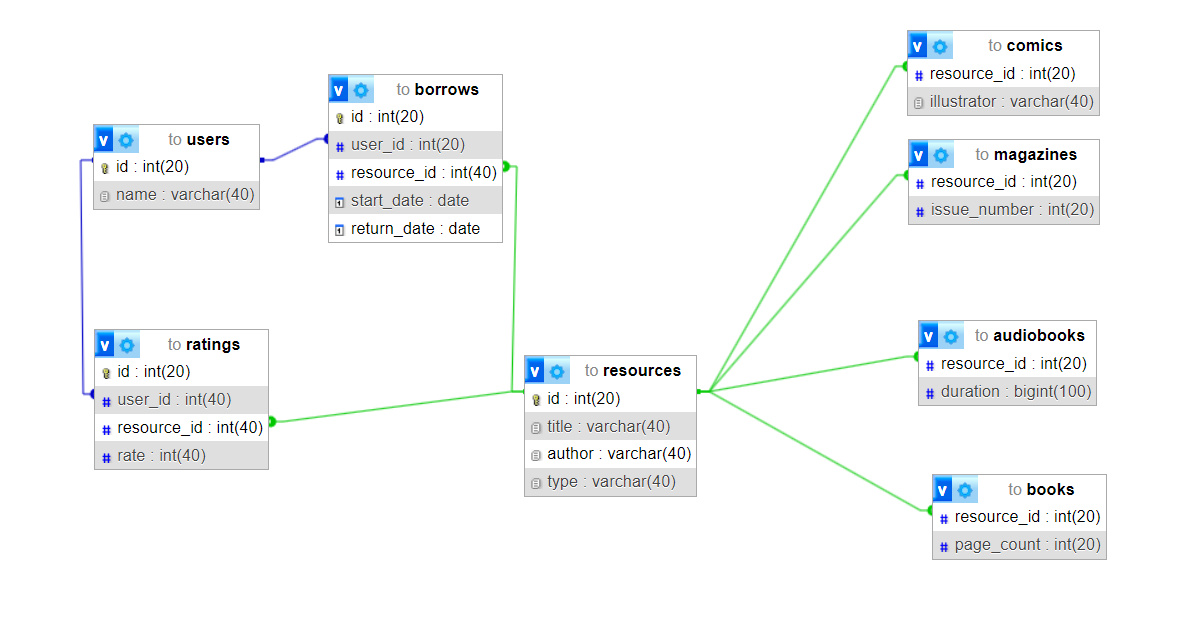 v to users
id : int(20)
name : varchar(40)
v to borrows
id : int(20)
user_id : int(20)
resource_id : int(40)
start_date : date
return_date : date
v to ratings
id : int(20)
user_id : int(40)
resource_id : int(40)
rate : int(40)
v to resources
id : int(20)
title : varchar(40)
author : varchar(40)
type : varchar(40)
v to comics
resource_id : int(20)
illustrator : varchar(40)
v to magazines
resource_id : int(20)
issue_number : int(20)
v to audiobooks
resource_id : int(20)
duration : bigint(100)
v to books
resource_id : int(20)
page_count : int(20)